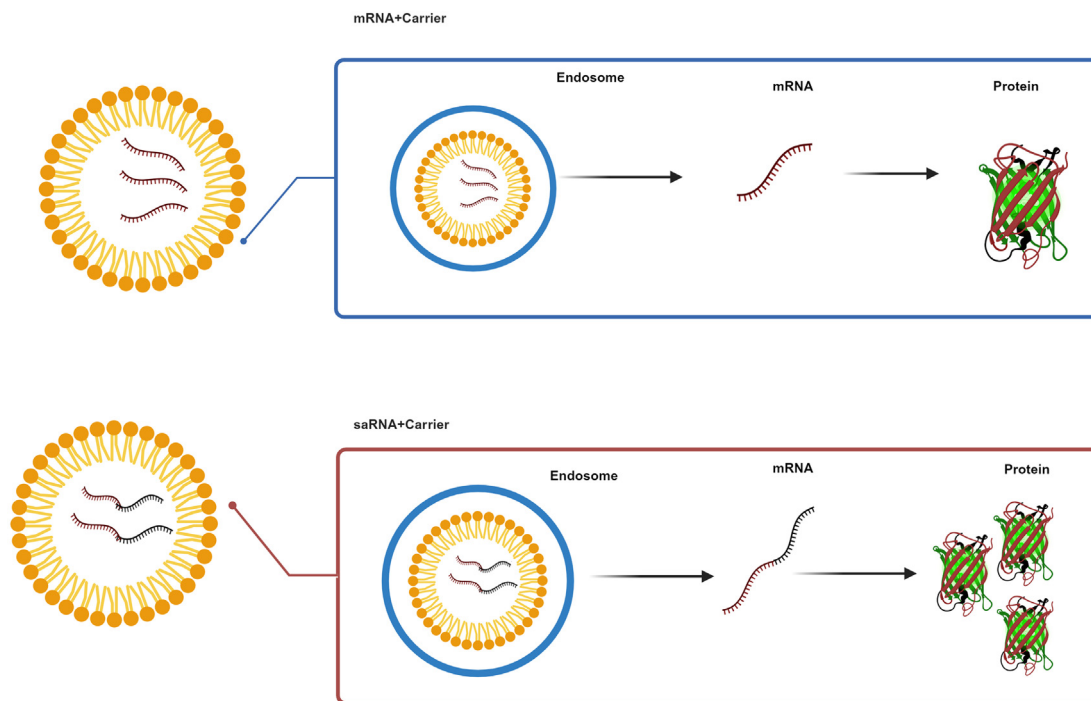 mRNA+Carrier
Endosome
mRNA
Protein
saRNA+Carrier
Endosome
mRNA
Protein